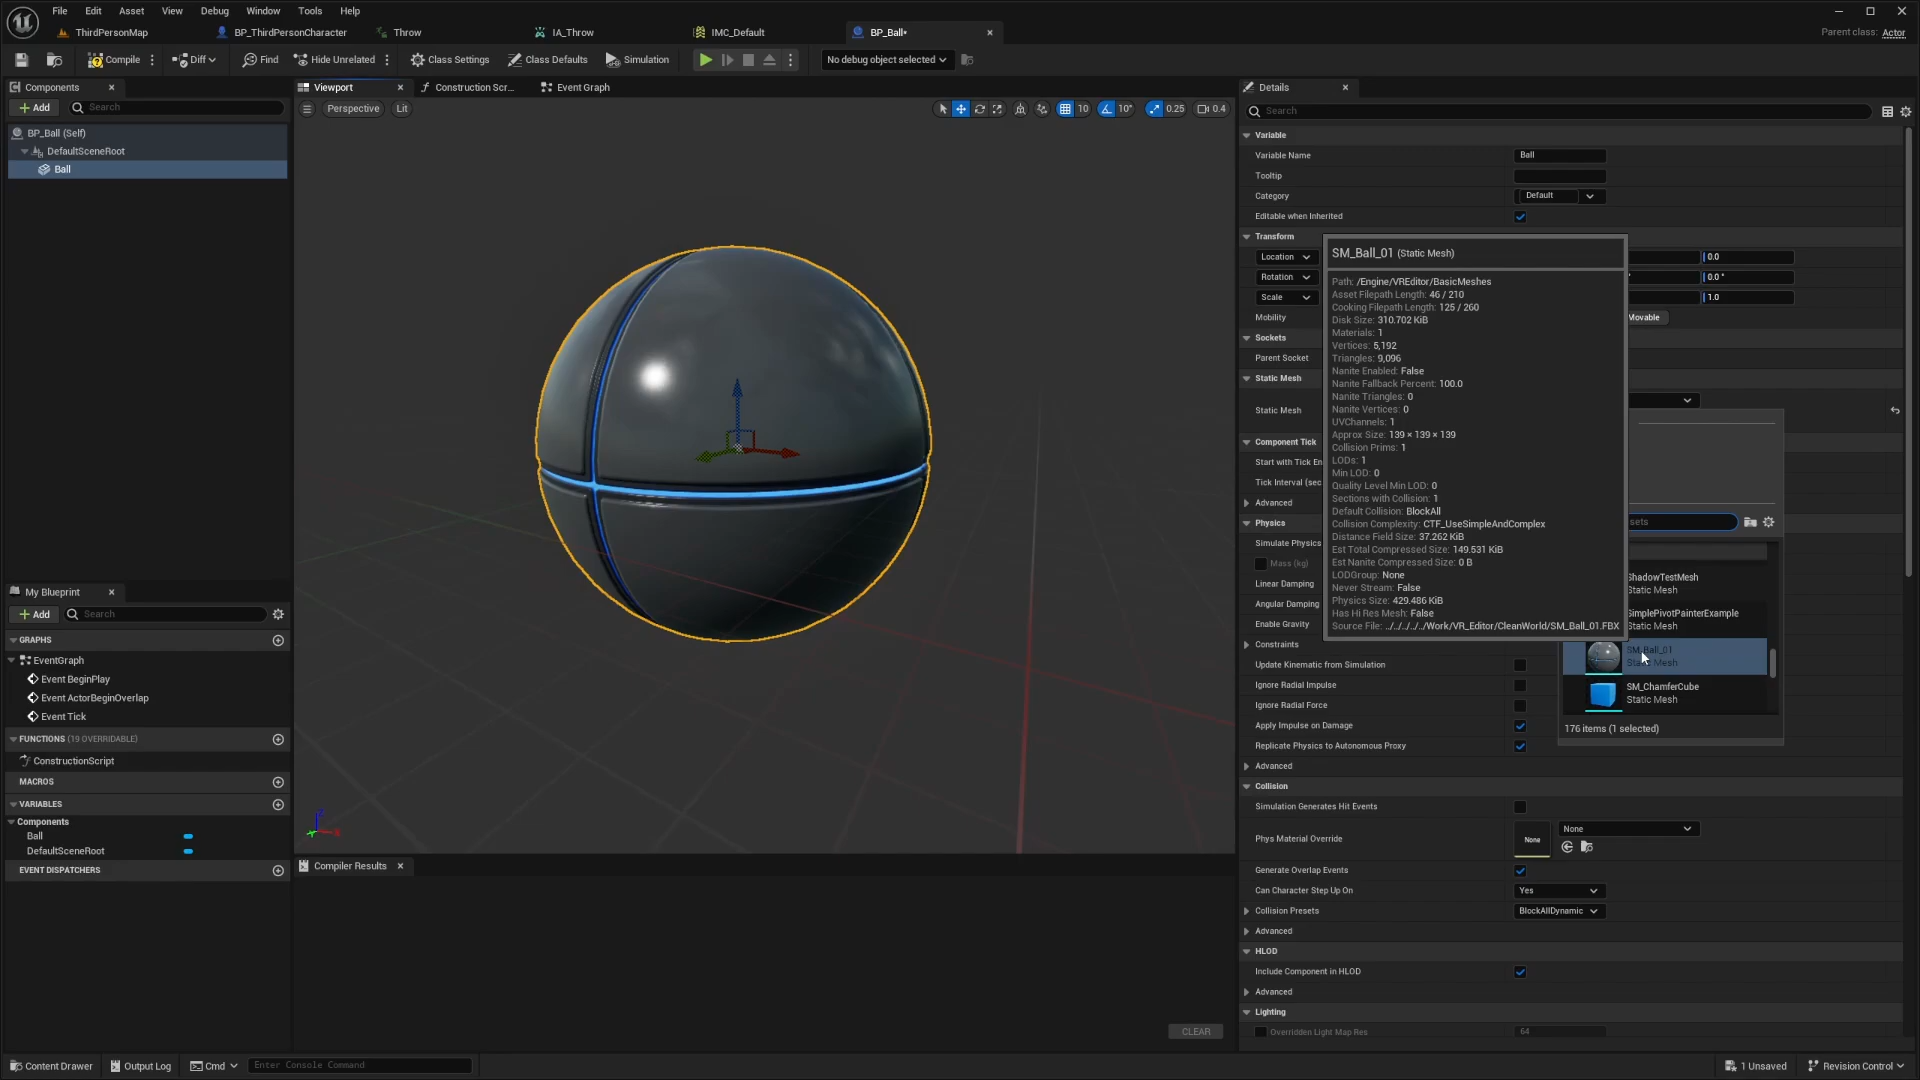 File Edit Asset View Debug Window Tools Help
ThirdPersonMap BP_ThirdPersonCharacter Throw IA_Throw IMC_Default BP_Ball•
Parent class: Actor
Compile Diff Find Hide Unrelated Class Settings Class Defaults Simulation No debug object selected
Components
Add Search
BP_Ball (Self)
DefaultSceneRoot
Ball
Viewport Construction Scr... Event Graph
Perspective Lit
10 10° 0.25 0.4
Details
Search
Variable
Variable Name Ball
Tooltip
Category Default
Editable when Inherited
Transform
Location 0.0
Rotation 0.0 °
Scale 1.0
Mobility Movable
Sockets
Parent Socket
Static Mesh
Static Mesh
Component Tick
Start with Tick En
Tick Interval (sec
Advanced
Physics
Simulate Physics
Mass (kg)
Linear Damping
Angular Damping
Enable Gravity
Constraints
Update Kinematic from Simulation
Ignore Radial Impulse
Ignore Radial Force
Apply Impulse on Damage
Replicate Physics to Autonomous Proxy
Advanced
Collision
Simulation Generates Hit Events
Phys Material Override None None
Generate Overlap Events
Can Character Step Up On Yes
Collision Presets BlockAllDynamic
Advanced
HLOD
Include Component in HLOD
Advanced
Lighting
Overridden Light Map Res 64
SM_Ball_01 (Static Mesh)
Path: /Engine/VREditor/BasicMeshes
Asset Filepath Length: 46 / 210
Cooking Filepath Length: 125 / 260
Disk Size: 310.702 KiB
Materials: 1
Vertices: 5,192
Triangles: 9,096
Nanite Enabled: False
Nanite Fallback Percent: 100.0
Nanite Triangles: 0
Nanite Vertices: 0
UVChannels: 1
Approx Size: 139 × 139 × 139
Collision Prims: 1
LODs: 1
Min LOD: 0
Quality Level Min LOD: 0
Sections with Collision: 1
Default Collision: BlockAll
Collision Complexity: CTF_UseSimpleAndComplex
Distance Field Size: 37.262 KiB
Est Total Compressed Size: 149.531 KiB
Est Nanite Compressed Size: 0 B
LODGroup: None
Never Stream: False
Physics Size: 429.486 KiB
Has Hi Res Mesh: False
Source File: ../../../../../Work/VR_Editor/CleanWorld/SM_Ball_01.FBX
sets
ShadowTestMesh
Static Mesh
SimplePivotPainterExample
Static Mesh
SM_Ball_01
Static Mesh
SM_ChamferCube
Static Mesh
176 items (1 selected)
My Blueprint
Add Search
GRAPHS
EventGraph
Event BeginPlay
Event ActorBeginOverlap
Event Tick
FUNCTIONS (19 OVERRIDABLE)
ConstructionScript
MACROS
VARIABLES
Components
Ball
DefaultSceneRoot
EVENT DISPATCHERS
Compiler Results
CLEAR
Content Drawer Output Log Cmd Enter Console Command 1 Unsaved Revision Control